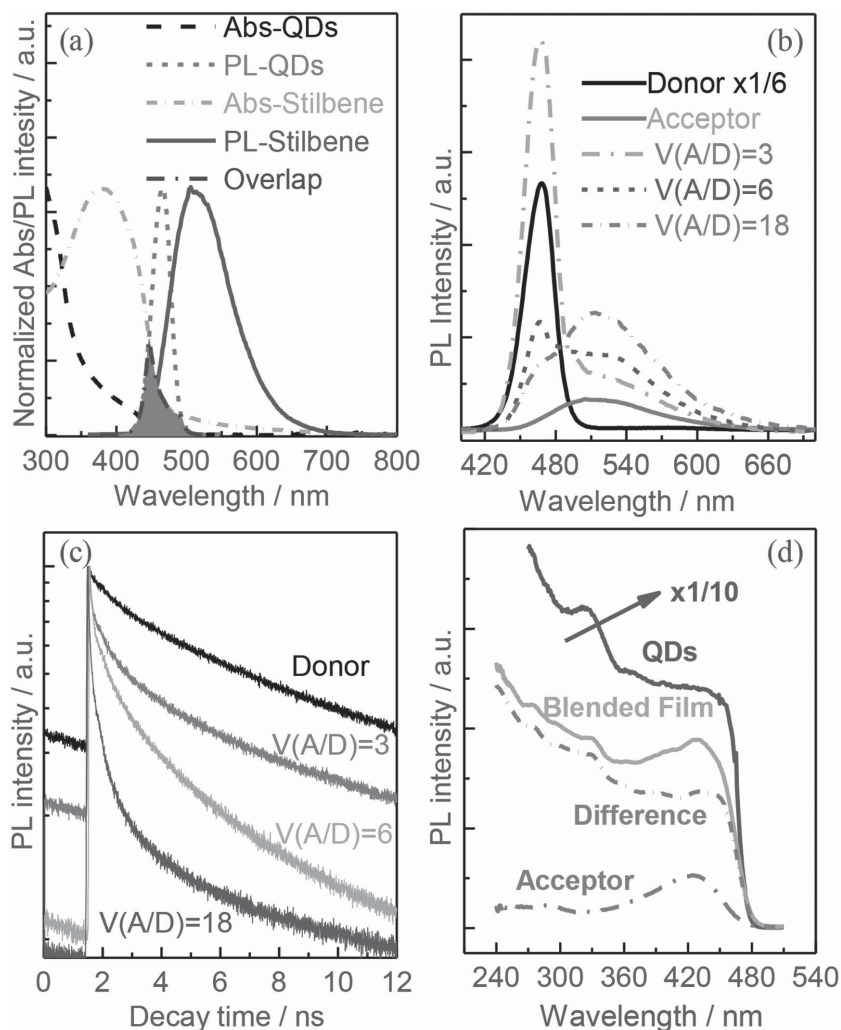 (a)
Abs-QDs
PL-QDs
Abs-Stilbene
PL-Stilbene
Overlap
Normalized Abs/PL intesity / a.u.
300 400 500 600 700 800
Wavelength / nm
(b)
Donor x1/6
Acceptor
V(A/D)=3
V(A/D)=6
V(A/D)=18
PL Intensity / a.u.
420 480 540 600 660
Wavelength / nm
(c)
Donor
V(A/D)=3
V(A/D)=6
V(A/D)=18
PL intensity / a.u.
0 2 4 6 8 10 12
Decay time / ns
(d)
x1/10
QDs
Blended Film
Difference
Acceptor
PL intensity / a.u.
240 300 360 420 480 540
Wavelength / nm